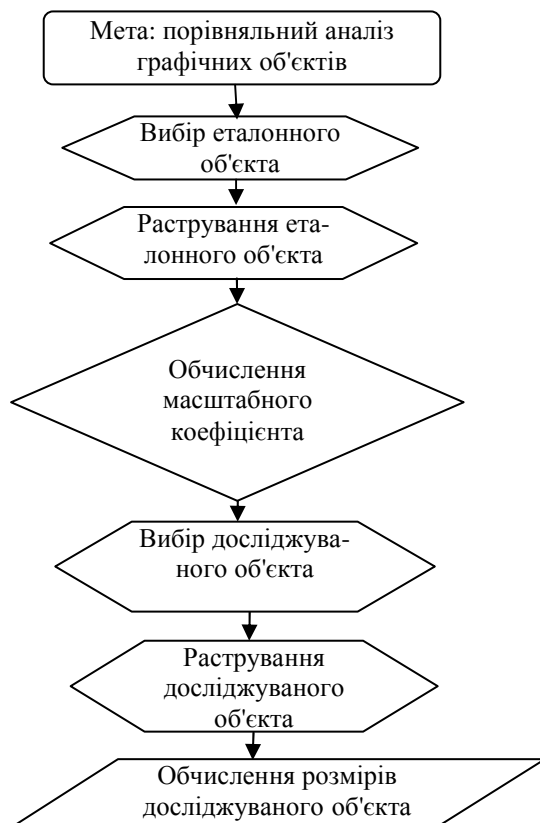 Мета: порівняльний аналіз
графічних об'єктів
Вибір еталонного
об'єкта
Растрування ета-
лонного об'єкта
Обчислення
масштабного
коефіцієнта
Вибір досліджува-
ного об'єкта
Растрування
досліджуваного
об'єкта
Обчислення розмірів
досліджуваного об'єкта